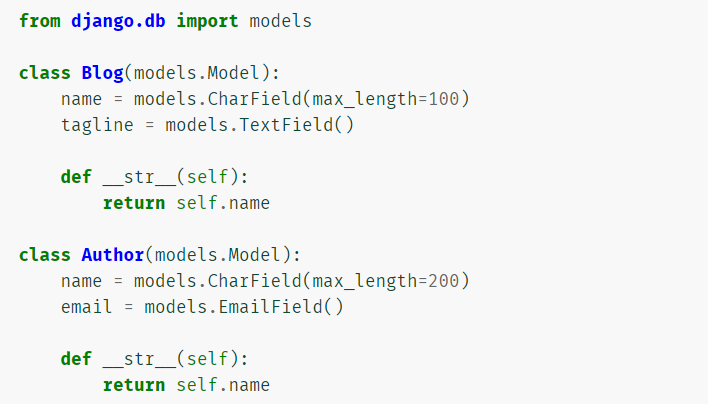 from django.db import models
class Blog(models.Model):
    name = models.CharField(max_length=100)
    tagline = models.TextField()
    def __str__(self):
        return self.name
class Author(models.Model):
    name = models.CharField(max_length=200)
    email = models.EmailField()
    def __str__(self):
        return self.name